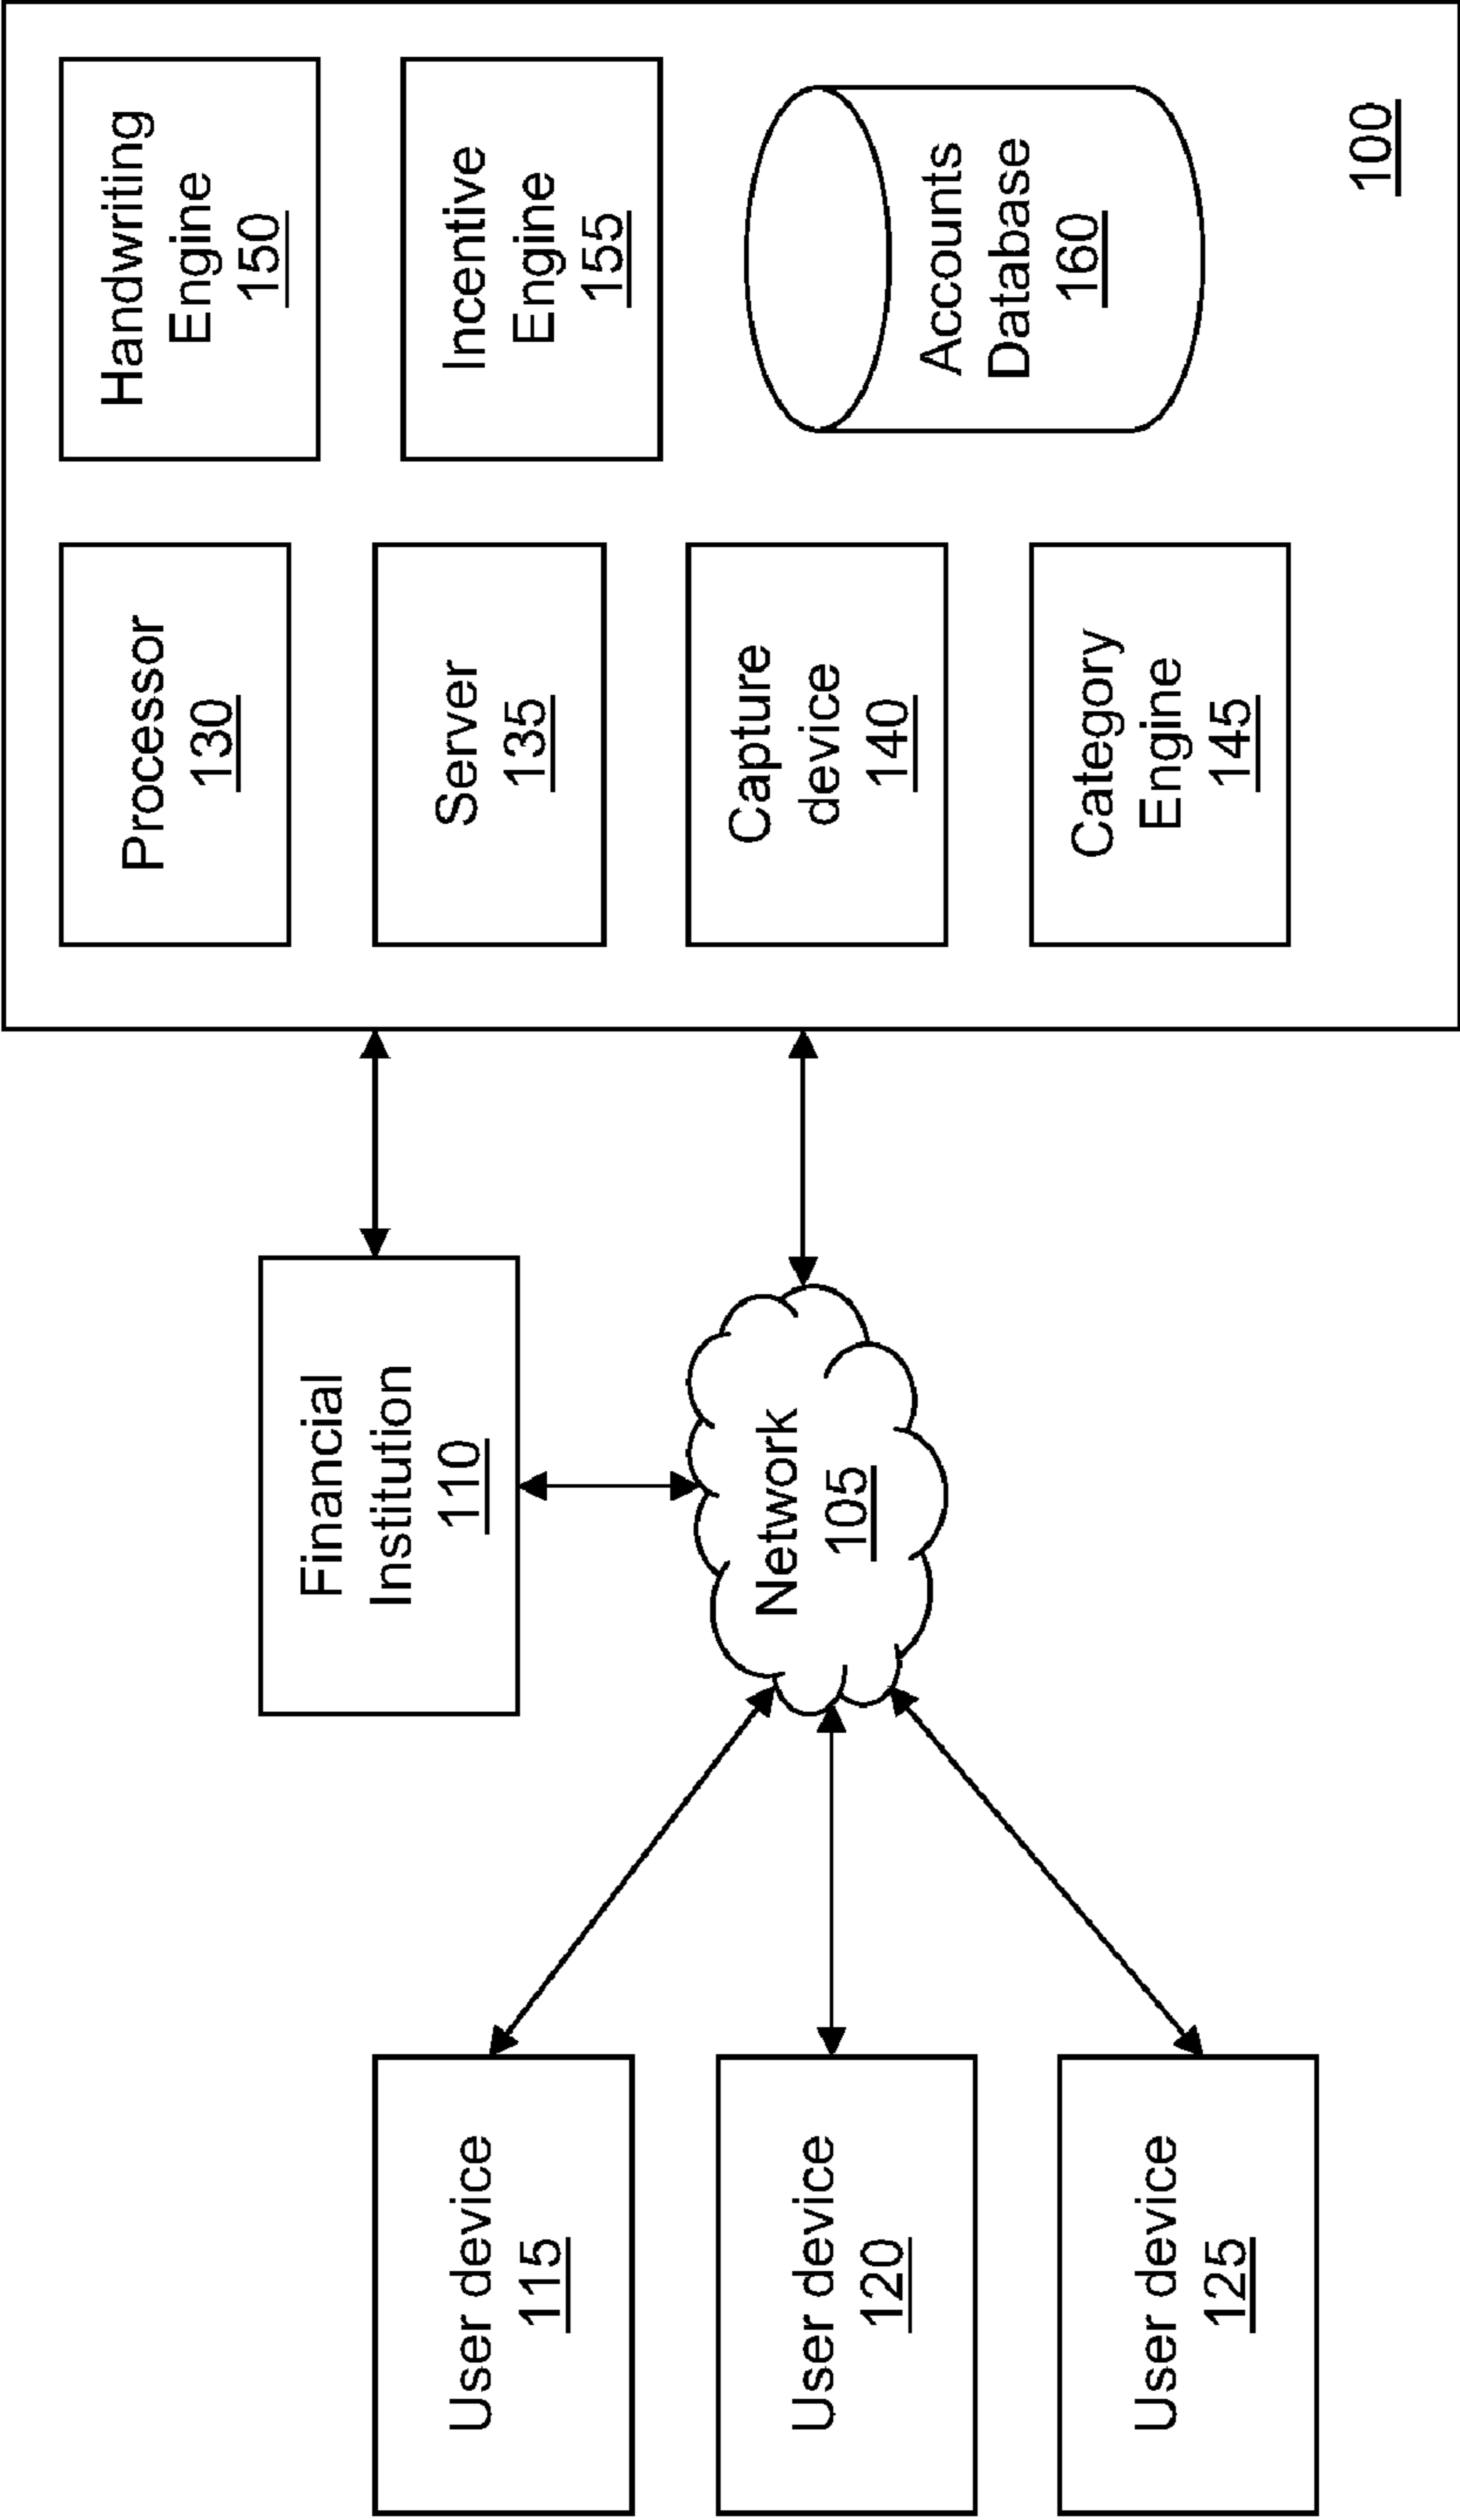 User device
115
User device
120
User device
125
Financial
Institution
110
Network
105
Processor
130
Server
135
Capture
device
140
Category
Engine
145
Handwriting
Engine
150
Incentive
Engine
155
Accounts
Database
160
100